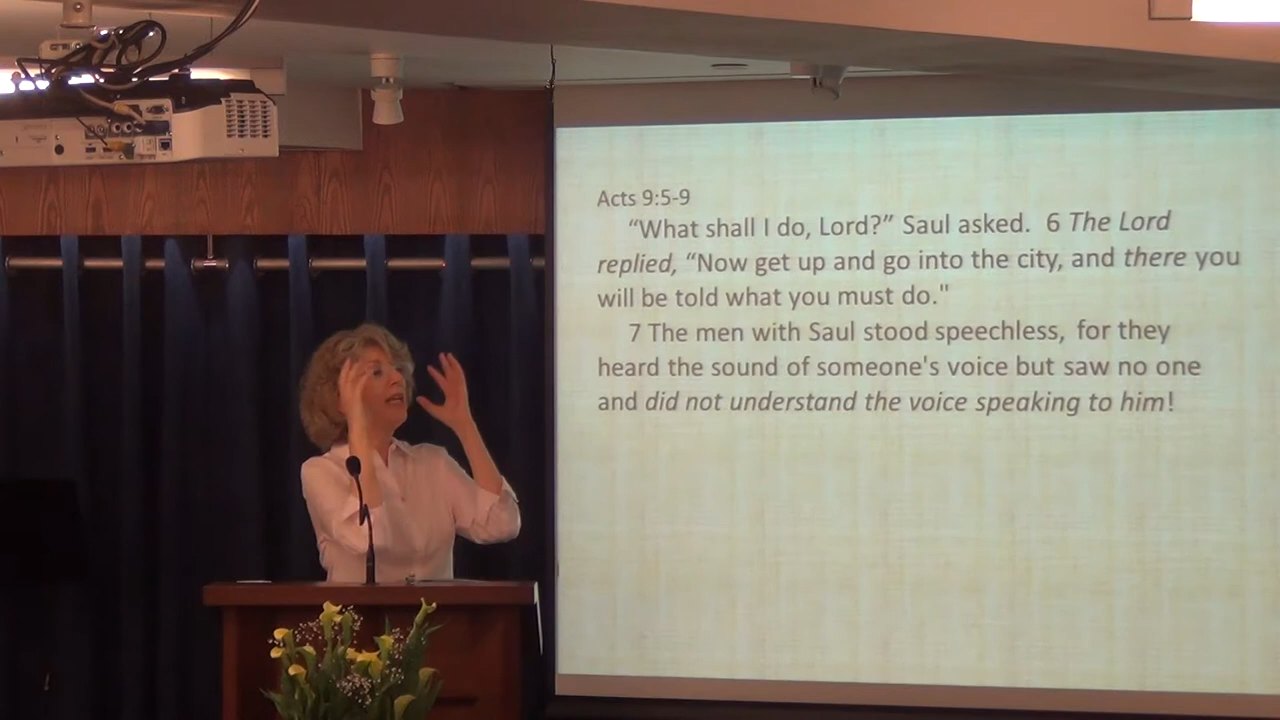 Acts 9:5-9
“What shall I do, Lord?” Saul asked. 6 The Lord
replied, “Now get up and go into the city, and there you
will be told what you must do."
7 The men with Saul stood speechless, for they
heard the sound of someone's voice but saw no one
and did not understand the voice speaking to him!